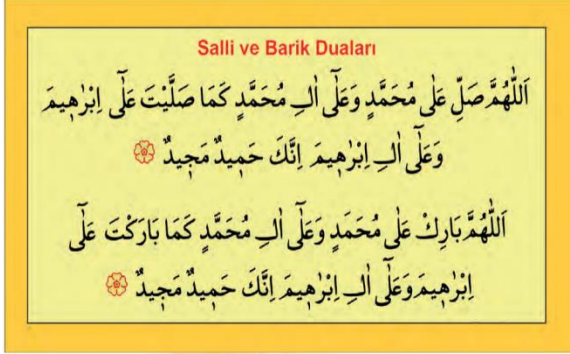 Salli ve Barik Duaları
اَللّٰهُمَّ صَلِّ عَلٰى مُحَمَّدٍ وَعَلٰٓى اٰلِ مُحَمَّدٍ كَمَا صَلَّيْتَ عَلٰٓى اِبْرٰهٖيمَ
وَعَلٰٓى اٰلِ اِبْرٰهٖيمَ اِنَّكَ حَمٖيدٌ مَجٖيدٌ
اَللّٰهُمَّ بَارِكْ عَلٰى مُحَمَّدٍ وَعَلٰٓى اٰلِ مُحَمَّدٍ كَمَا بَارَكْتَ عَلٰٓى
اِبْرٰهٖيمَ وَعَلٰٓى اٰلِ اِبْرٰهٖيمَ اِنَّكَ حَمٖيدٌ مَجٖيدٌ